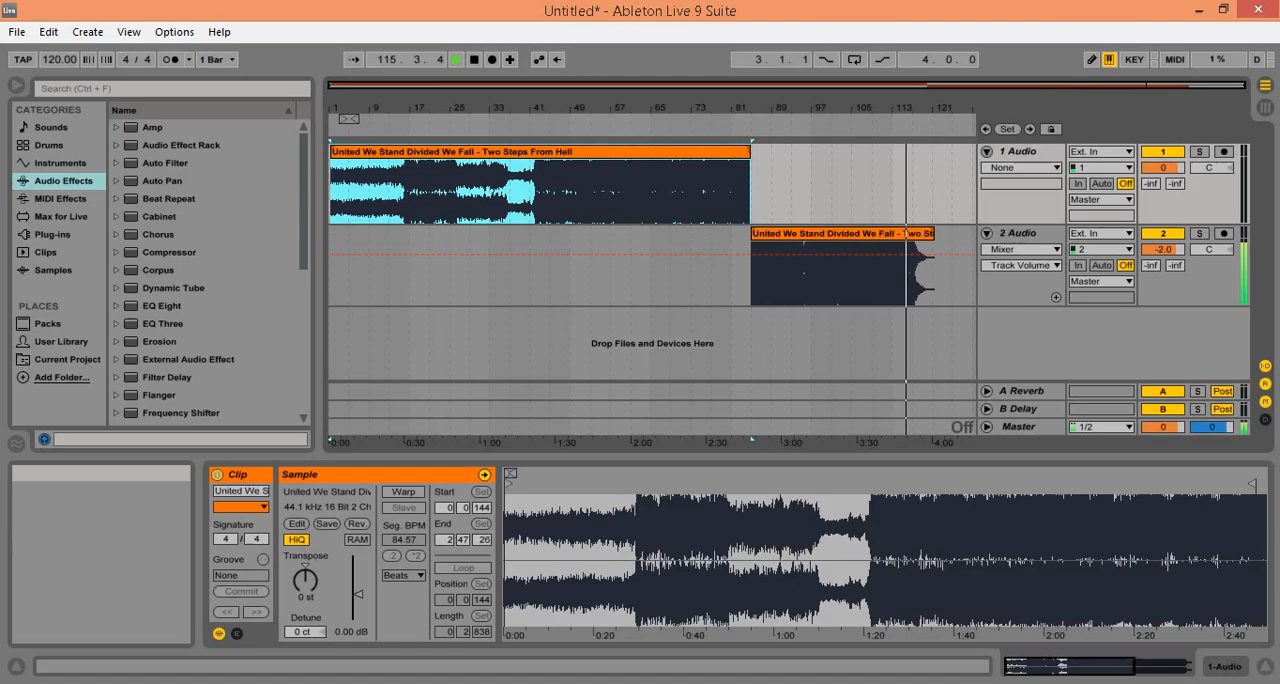 Live
Untitled* - Ableton Live 9 Suite
File Edit Create View Options Help
TAP 120.00 4 / 4 1 Bar 115. 3. 4 3. 1. 1 4. 0. 0 KEY MIDI 1 % D
Search (Ctrl + F)
CATEGORIES
Sounds
Drums
Instruments
Audio Effects
MIDI Effects
Max for Live
Plug-ins
Clips
Samples
PLACES
Packs
User Library
Current Project
Add Folder...
Name
Amp
Audio Effect Rack
Auto Filter
Auto Pan
Beat Repeat
Cabinet
Chorus
Compressor
Corpus
Dynamic Tube
EQ Eight
EQ Three
Erosion
External Audio Effect
Filter Delay
Flanger
Frequency Shifter
1 9 17 25 33 41 49 57 65 73 81 89 97 105 113 121
Set
United We Stand Divided We Fall - Two Steps From Hell
1 Audio Ext. In 1 S
None 1 0 C
In Auto Off -inf -inf
Master
United We Stand Divided We Fall - Two St
2 Audio Ext. In 2 S
Mixer 2 -2.0 C
Track Volume In Auto Off -inf -inf
Master
Drop Files and Devices Here
A Reverb A S Post
B Delay B S Post
Off Master 1/2 0 0
0:00 0:30 1:00 1:30 2:00 2:30 3:00 3:30 4:00
Clip
United We S
Signature
4 / 4
Groove
None
Commit
<< >>
Sample
United We Stand Div
44.1 kHz 16 Bit 2 Ch
Edit Save Rev.
HiQ RAM
Transpose
0 st
Detune
0 ct 0.00 dB
Warp
Slave
Seg. BPM
84.57
:2 *2
Beats
Start Set
0 0 144
End Set
2 47 26
Loop
Position Set
0 0 144
Length Set
0 2 838
0:00 0:20 0:40 1:00 1:20 1:40 2:00 2:20 2:40
1-Audio